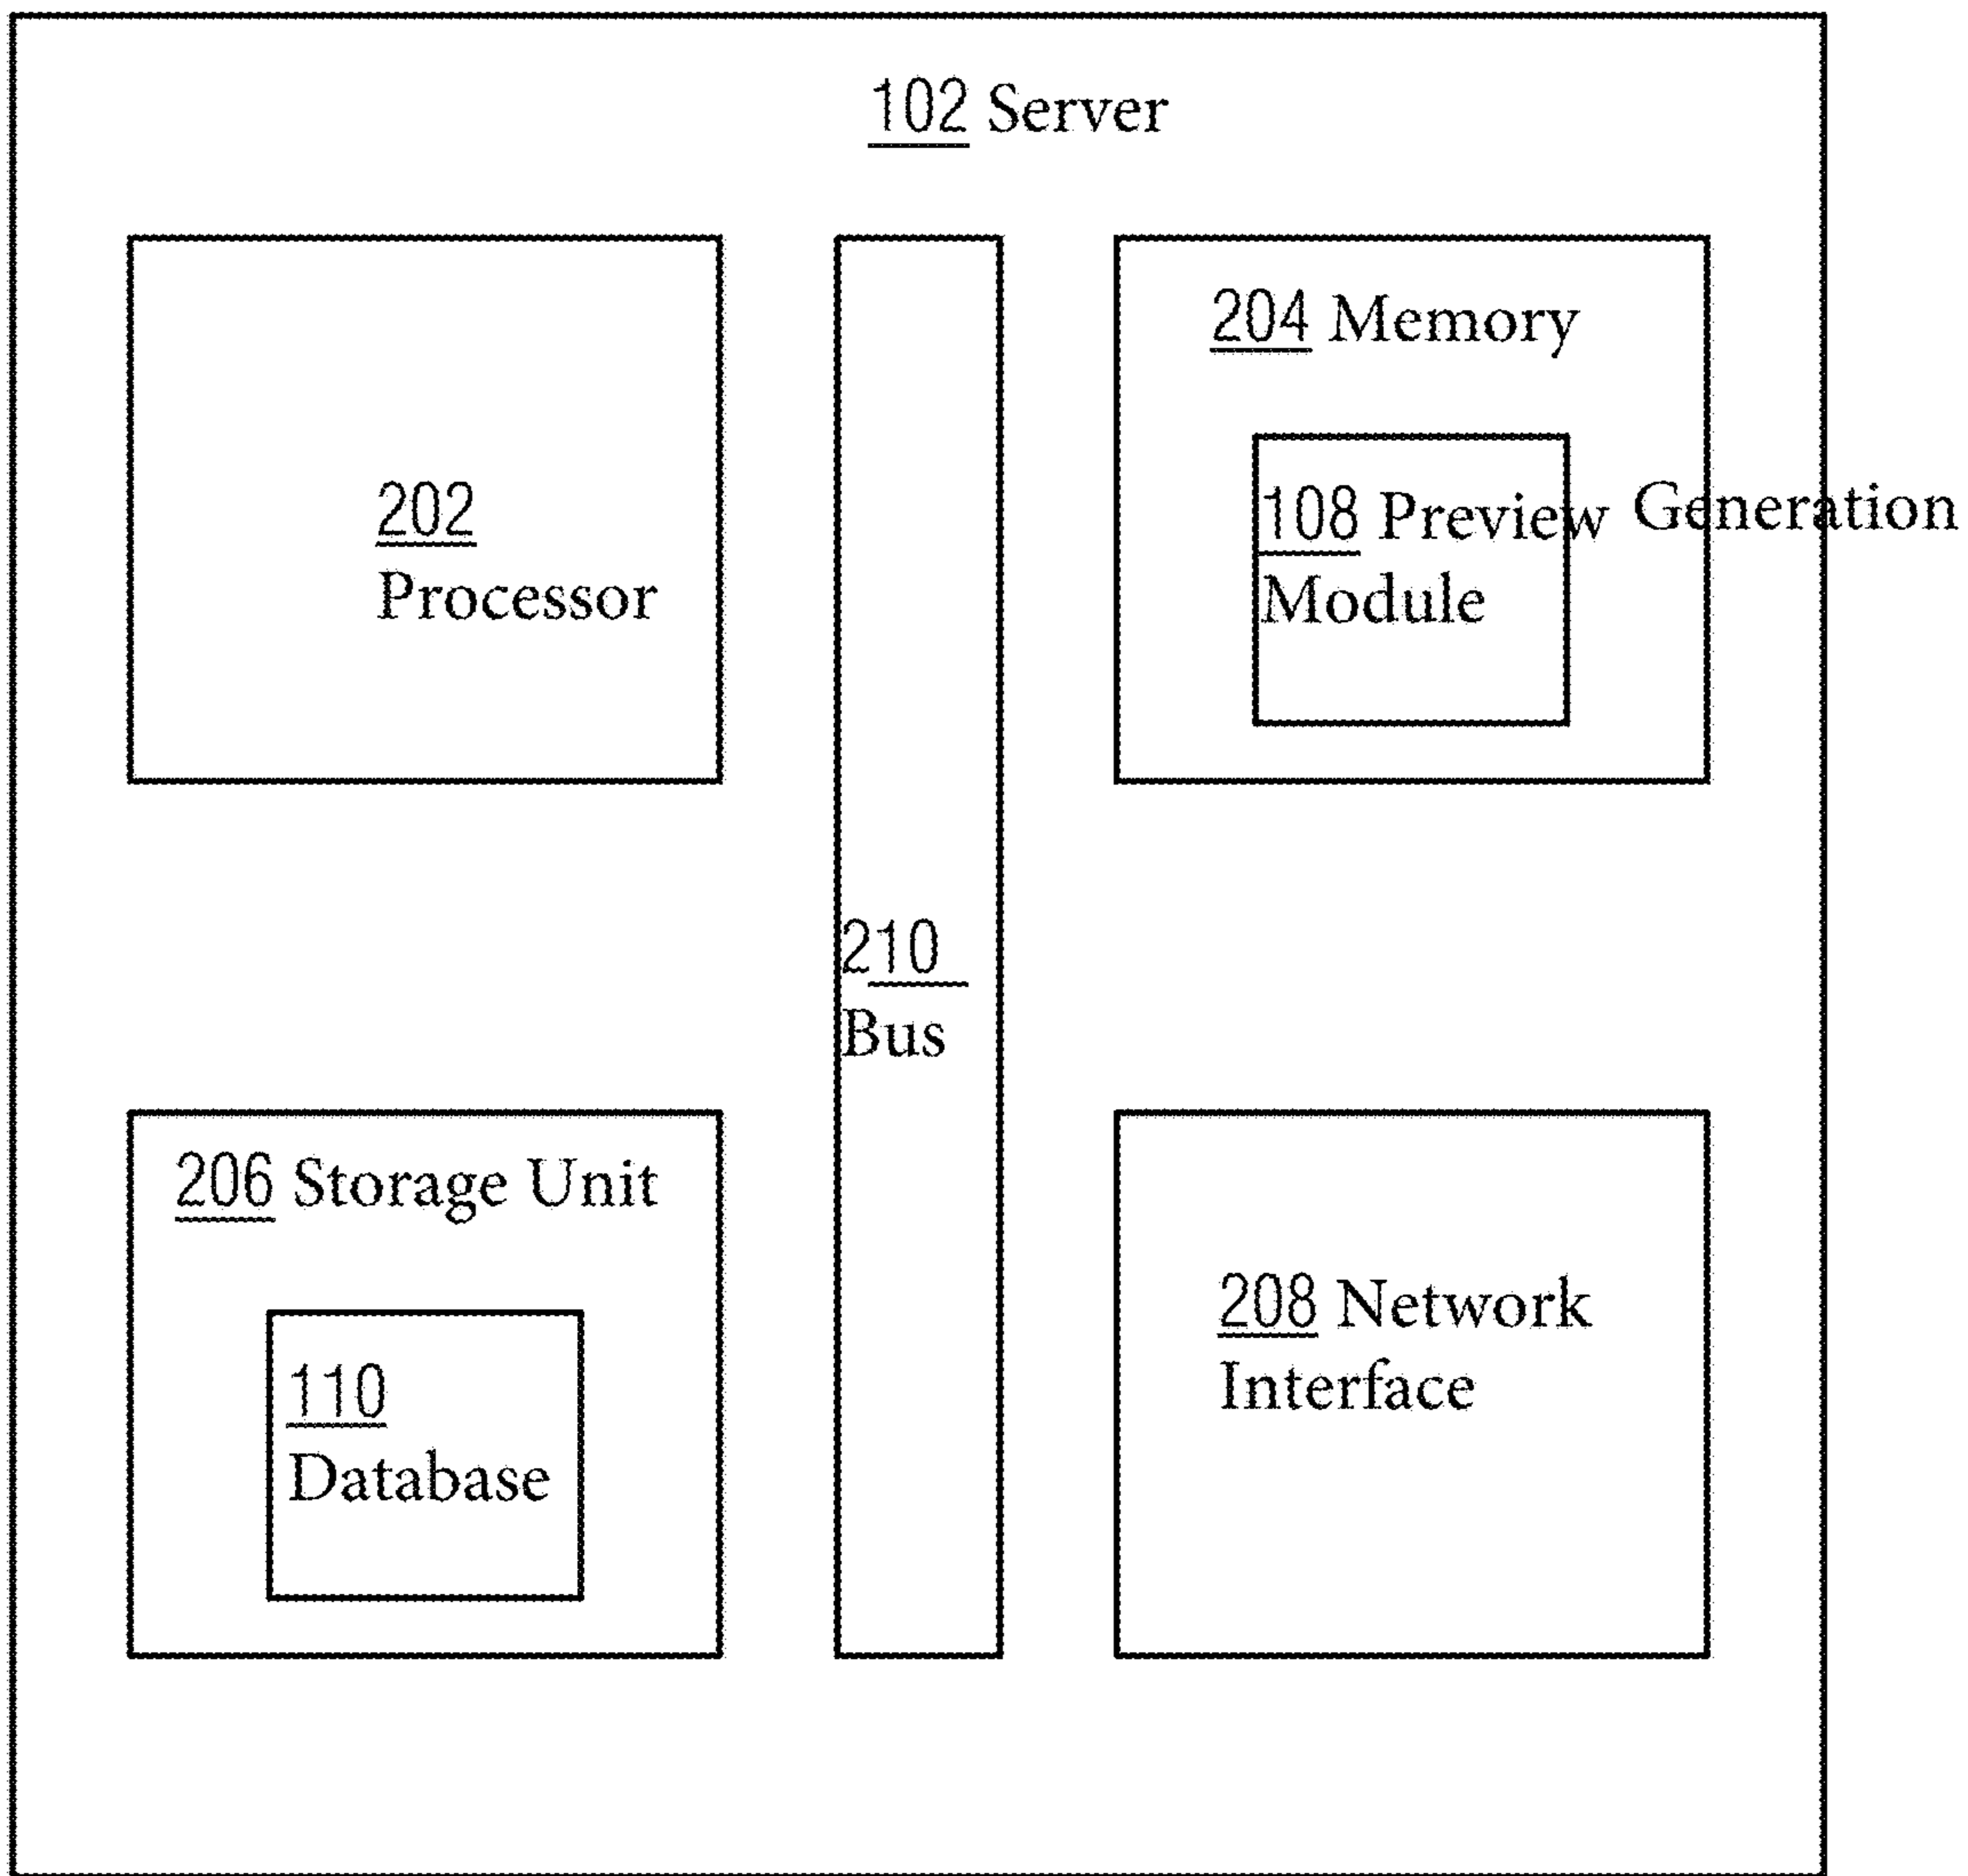 102 Server
204 Memory
202
Processor
108 Preview Generation
Module
210
Bus
206 Storage Unit
110
Database
208 Network
Interface